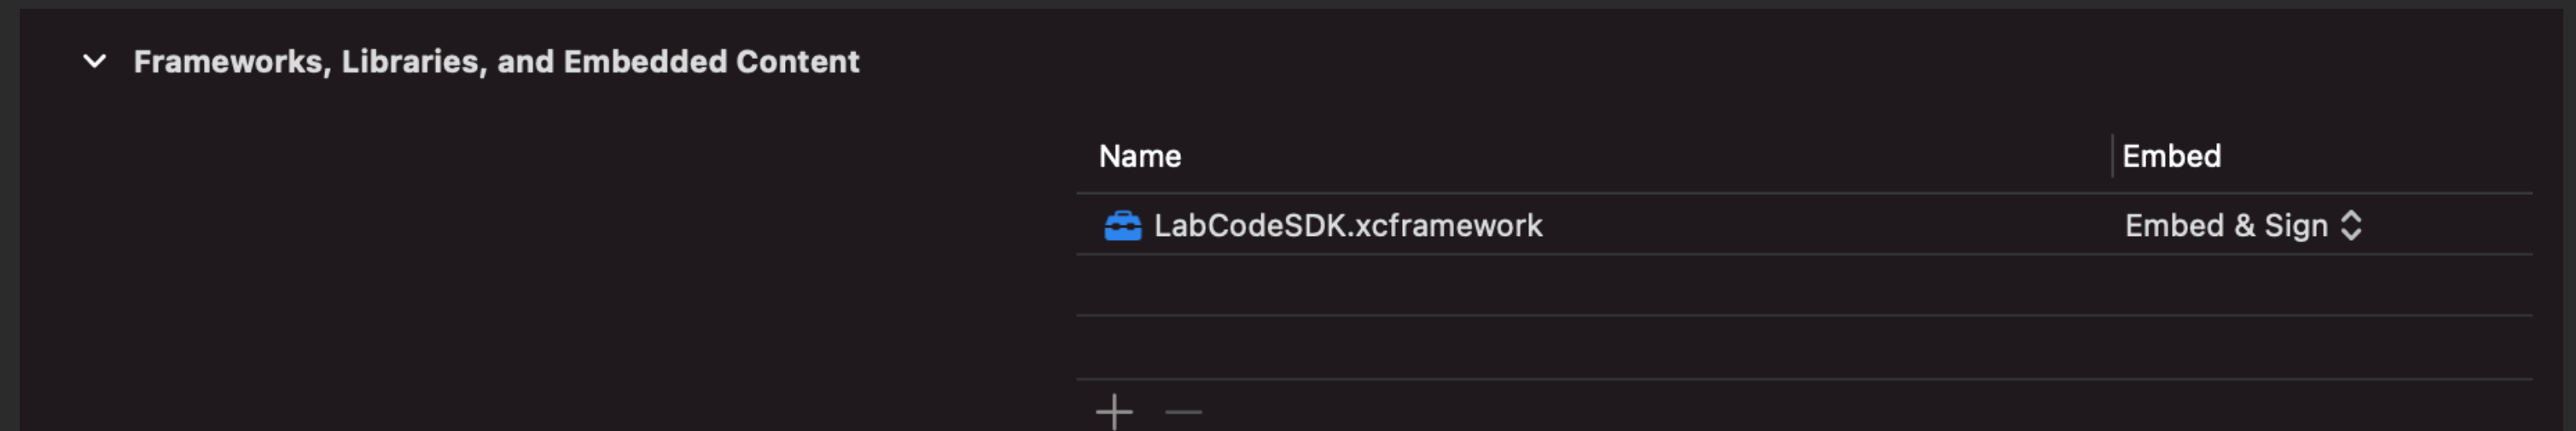 Frameworks, Libraries, and Embedded Content
Name Embed
LabCodeSDK.xcframework Embed & Sign